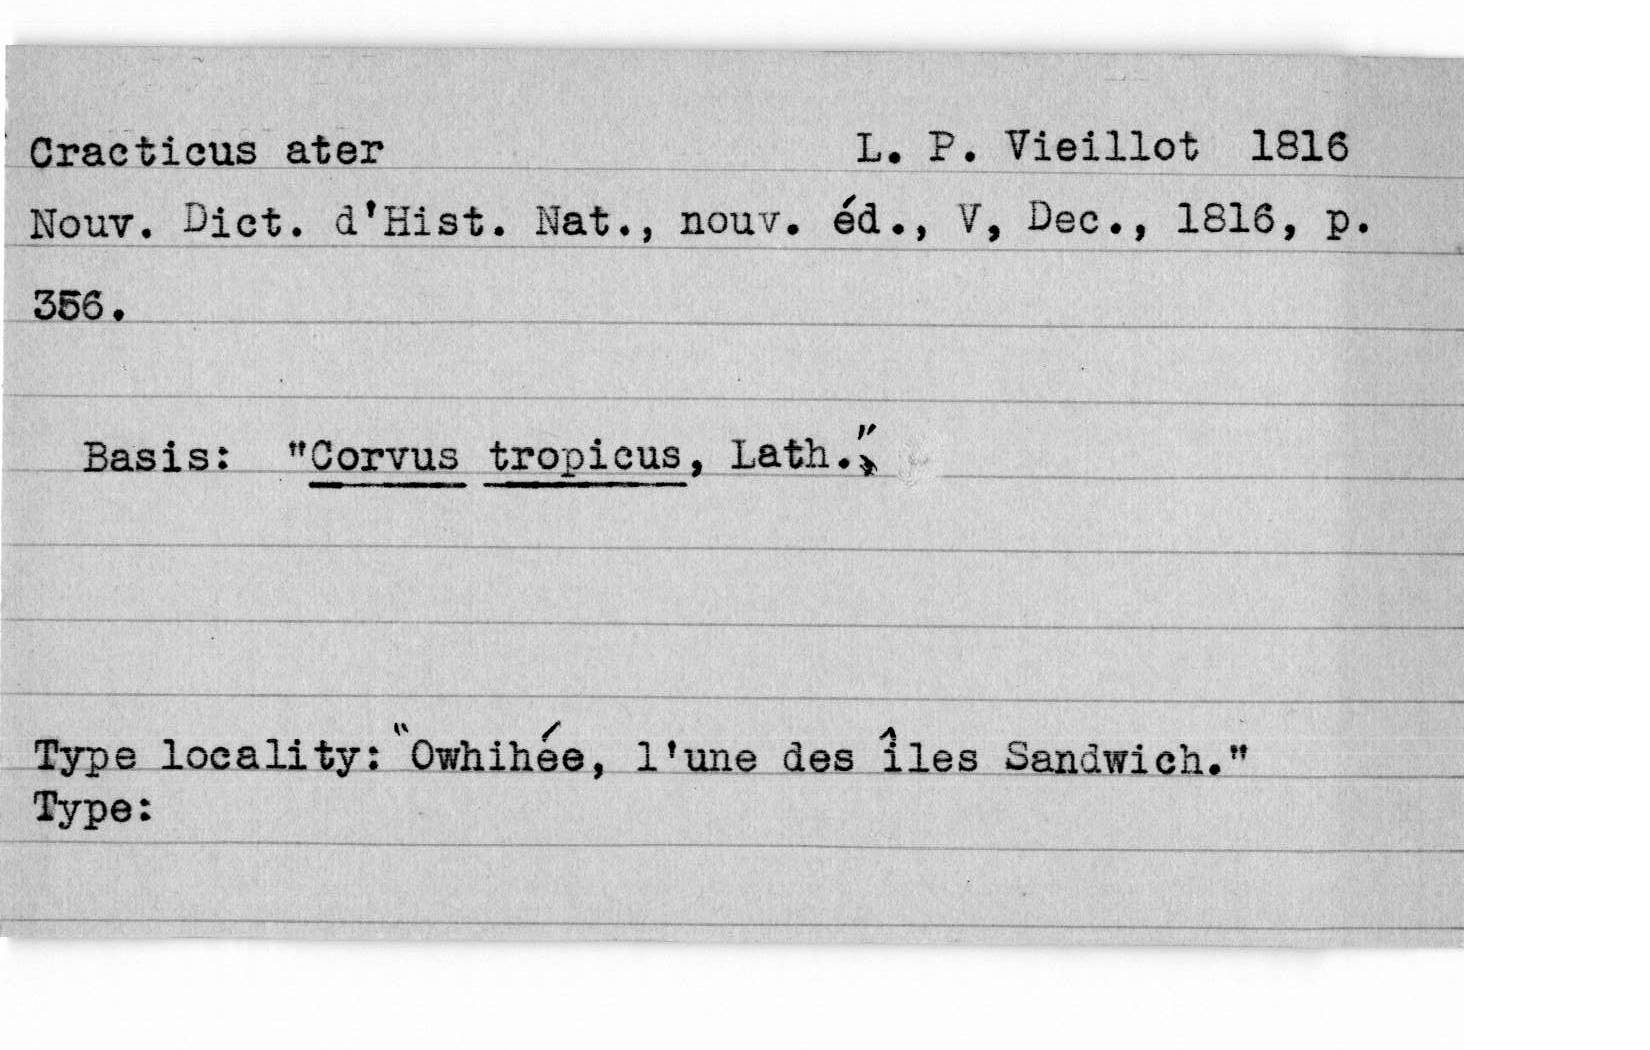 Cracticus ater L. P. Vieillot 1816
Nouv. Dict. d'Hist. Nat., nouv. éd., V, Dec., 1816, p.
356.
Basis: "Corvus tropicus, Lath."
Type locality: "Owhihée, l'une des îles Sandwich."
Type: